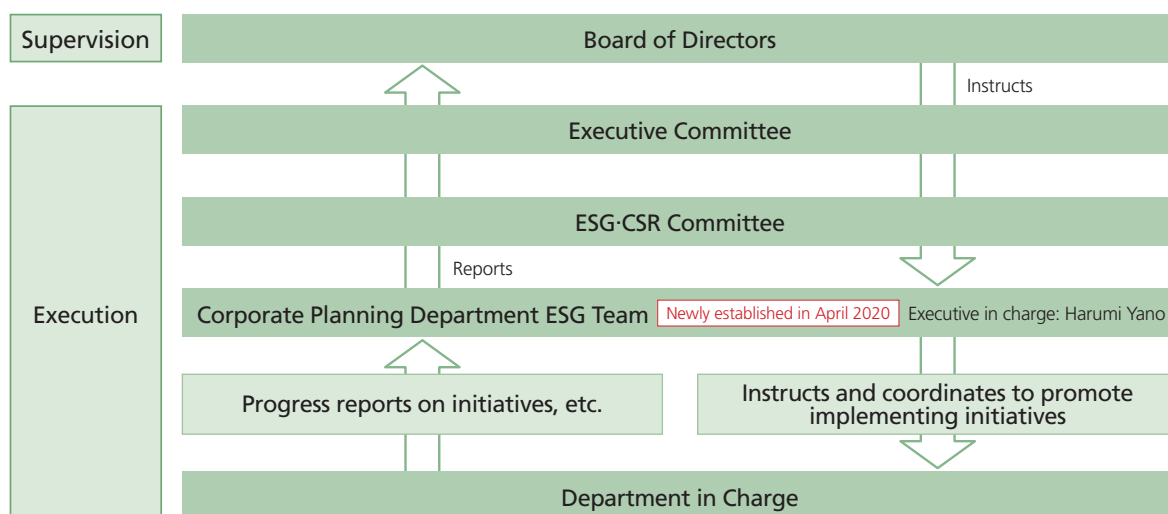 Supervision
Board of Directors
Instructs
Executive Committee
ESG·CSR Committee
Reports
Execution
Corporate Planning Department ESG Team
Newly established in April 2020
Executive in charge: Harumi Yano
Progress reports on initiatives, etc.
Instructs and coordinates to promote
implementing initiatives
Department in Charge